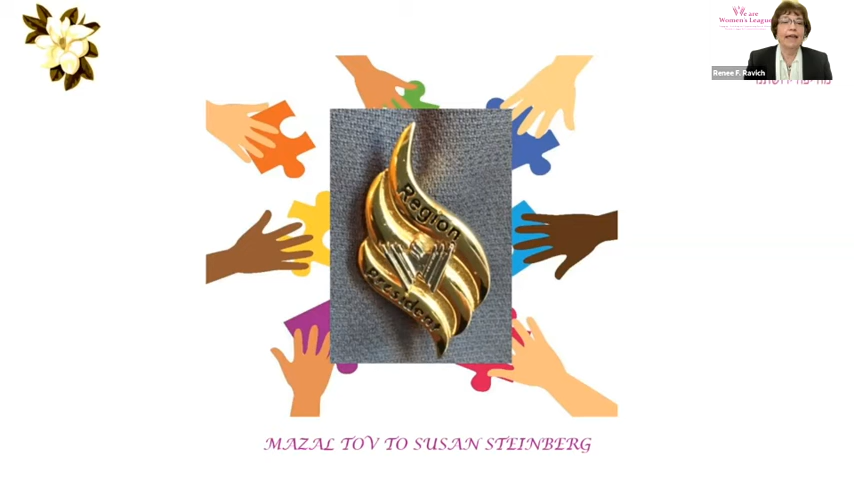 We are
Women's League
Renee F. Ravich
Region
President
MAZAL TOV TO SUSAN STEINBERG